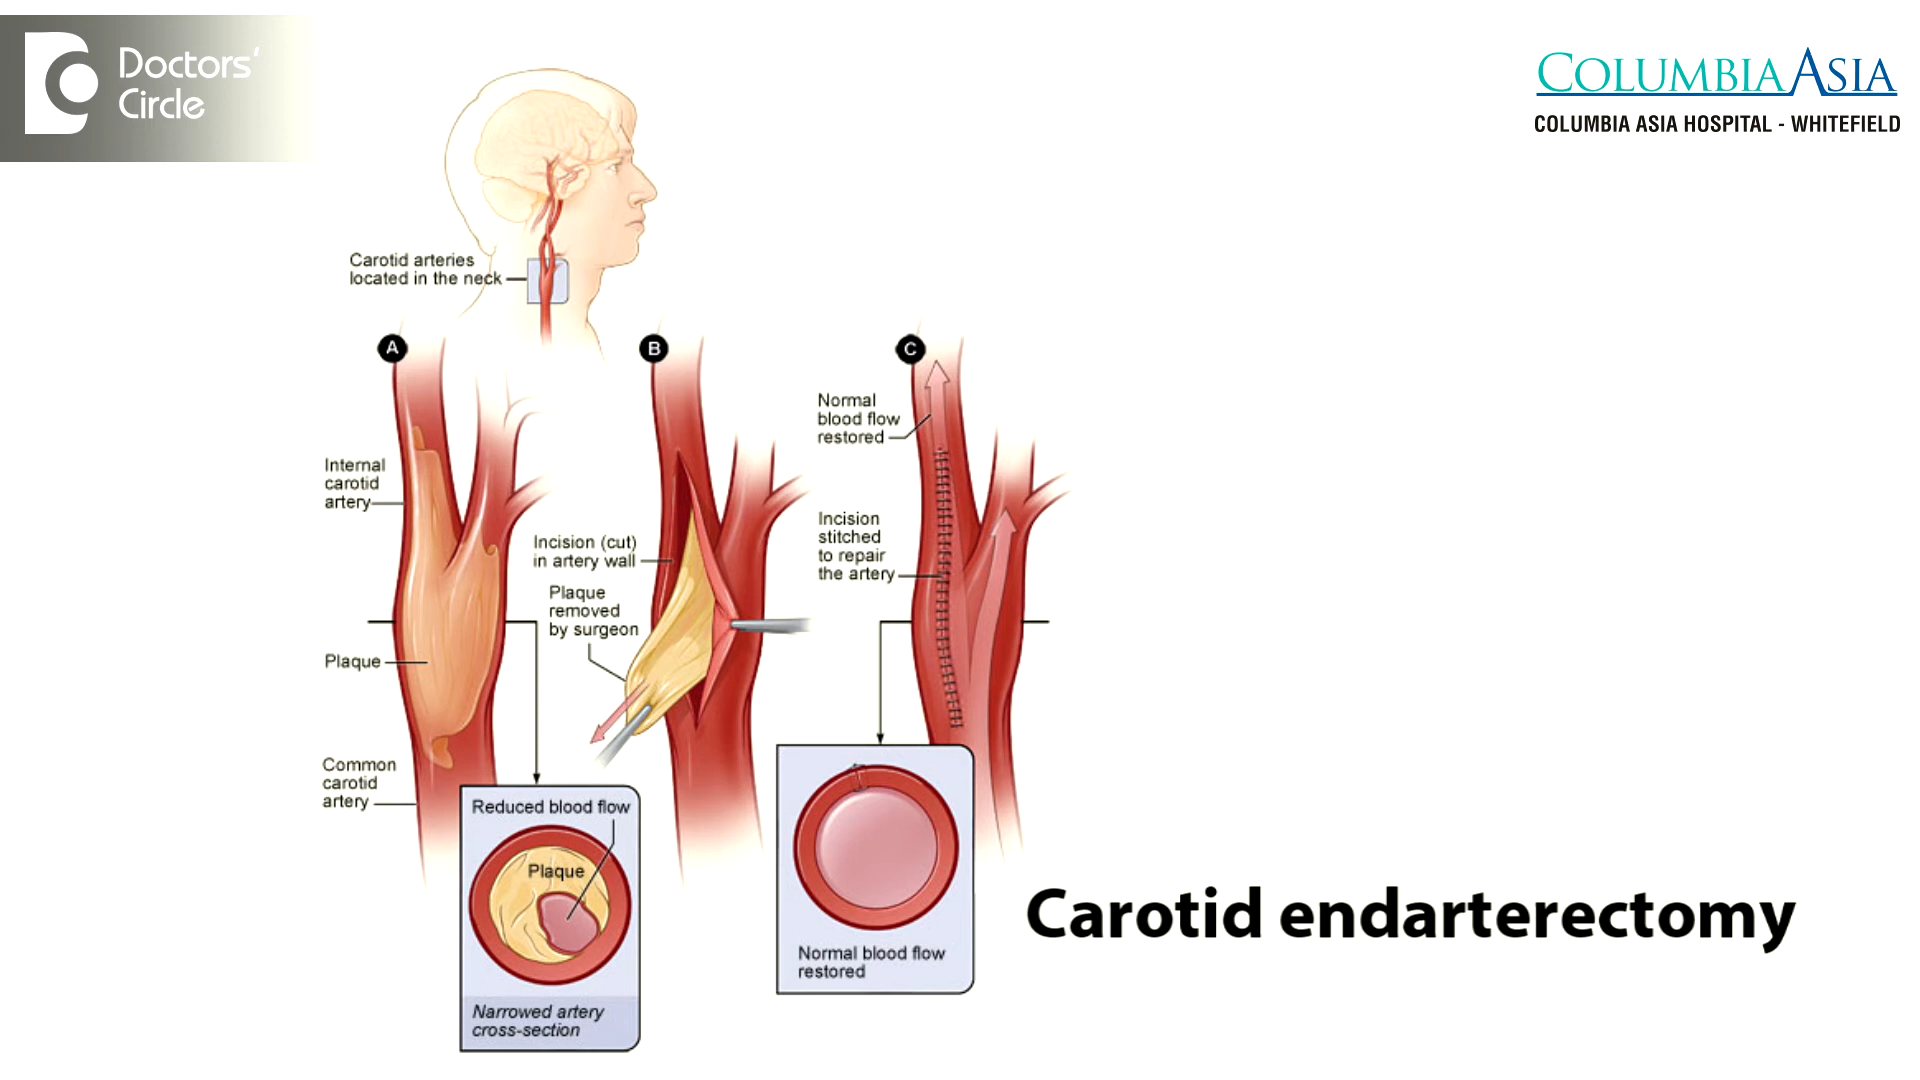 Doctors'
Circle
COLUMBIA ASIA
COLUMBIA ASIA HOSPITAL - WHITEFIELD
Carotid arteries
located in the neck
A
B
C
Normal
blood flow
restored
Internal
carotid
artery
Incision (cut)
in artery wall
Incision
stitched
to repair
the artery
Plaque
removed
by surgeon
Plaque
Common
carotid
artery
Reduced blood flow
Plaque
Narrowed artery
cross-section
Normal blood flow
restored
Carotid endarterectomy